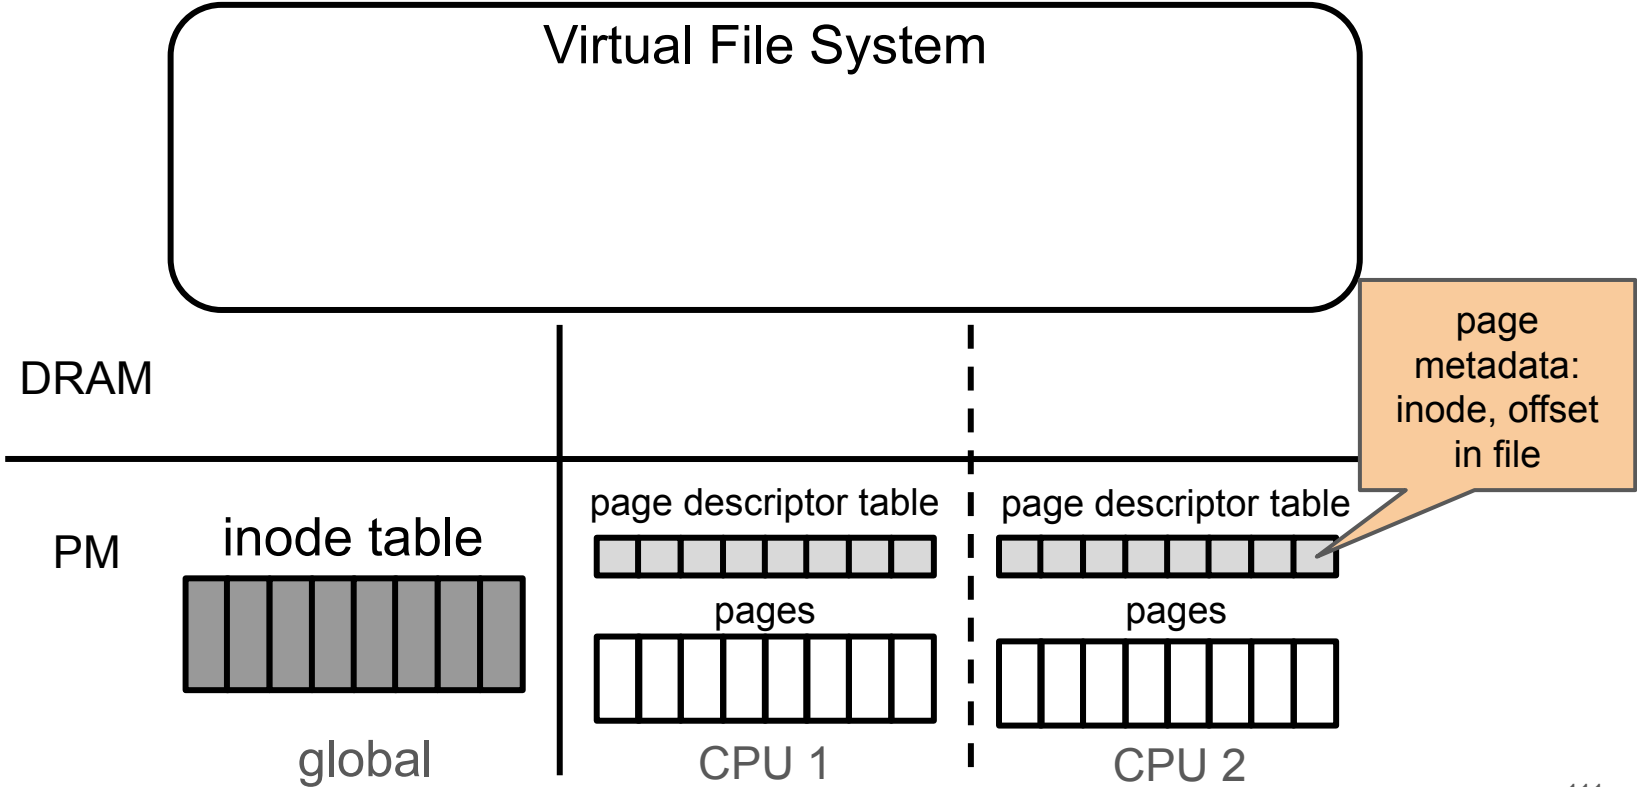 Virtual File System
DRAM
page
metadata:
inode, offset
in file
PM
inode table
page descriptor table
page descriptor table
pages
pages
global
CPU 1
CPU 2